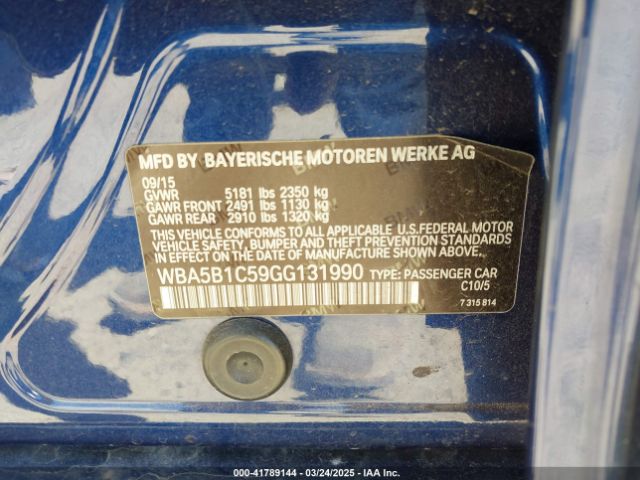 MFD BY BAYERISCHE MOTOREN WERKE AG
09/15
GVWR 5181 lbs 2350 kg
GAWR FRONT 2491 lbs 1130 kg
GAWR REAR 2910 lbs 1320 kg
THIS VEHICLE CONFORMS TO ALL APPLICABLE U.S.FEDERAL MOTOR
VEHICLE SAFETY, BUMPER AND THEFT PREVENTION STANDARDS
IN EFFECT ON THE DATE OF MANUFACTURE SHOWN ABOVE.
WBA5B1C59GG131990 TYPE: PASSENGER CAR
C10/5
7 315 814
000-41789144 | 03/24/2025 | IAA Inc.